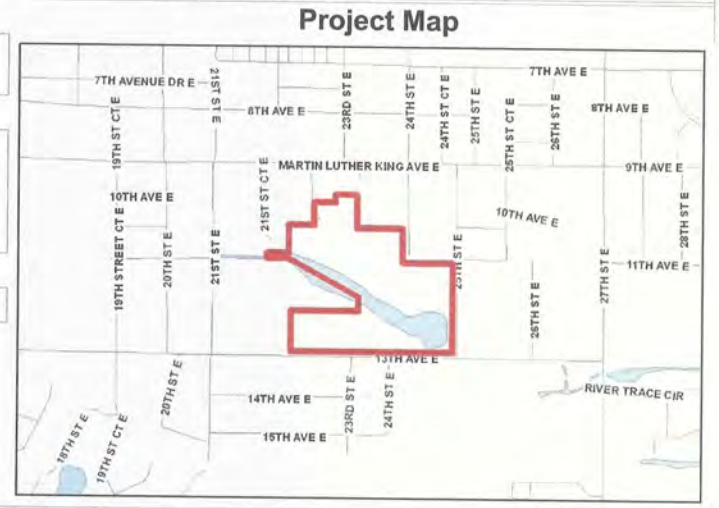 Project Map
7TH AVENUE DR E
21ST ST E
7TH AVE E
8TH AVE E
23RD ST E
24TH ST E
24TH ST CT E
25TH ST E
25TH ST CT E
26TH ST E
8TH AVE E
19TH ST CT E
MARTIN LUTHER KING AVE E
9TH AVE E
10TH AVE E
21ST ST CT E
10TH AVE E
28TH ST E
19TH STREET CT E
20TH ST E
21ST ST E
25TH ST E
11TH AVE E
27TH ST E
26TH ST E
13TH AVE E
20TH ST E
14TH AVE E
23RD ST E
24TH ST E
RIVER TRACE CIR
15TH AVE E
18TH ST E
19TH ST CT E